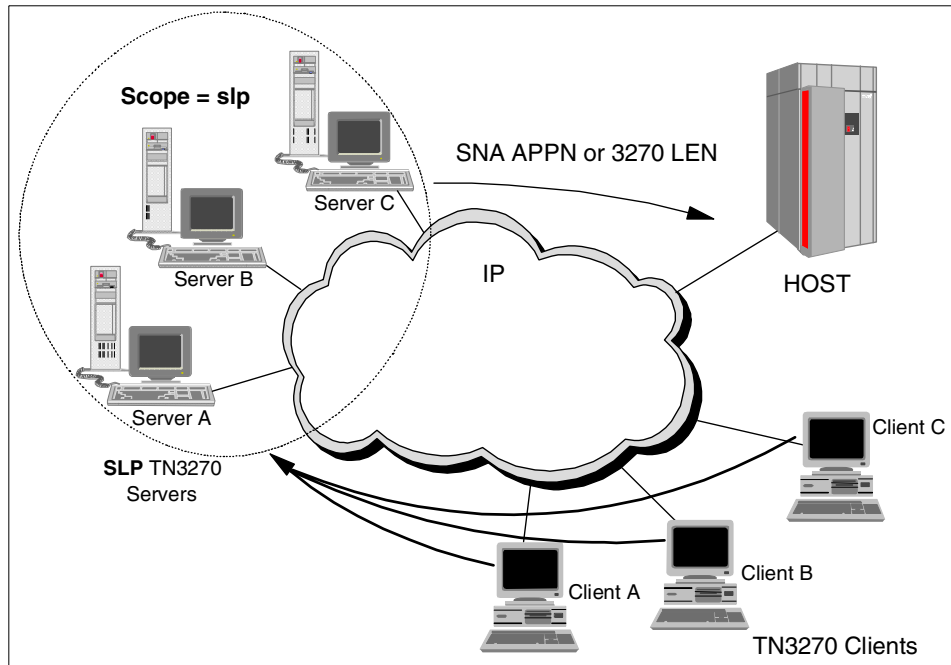 Scope = slp
Server C
SNA APPN or 3270 LEN
Server B
IP
HOST
Server A
SLP TN3270
Servers
Client C
Client B
Client A
TN3270 Clients